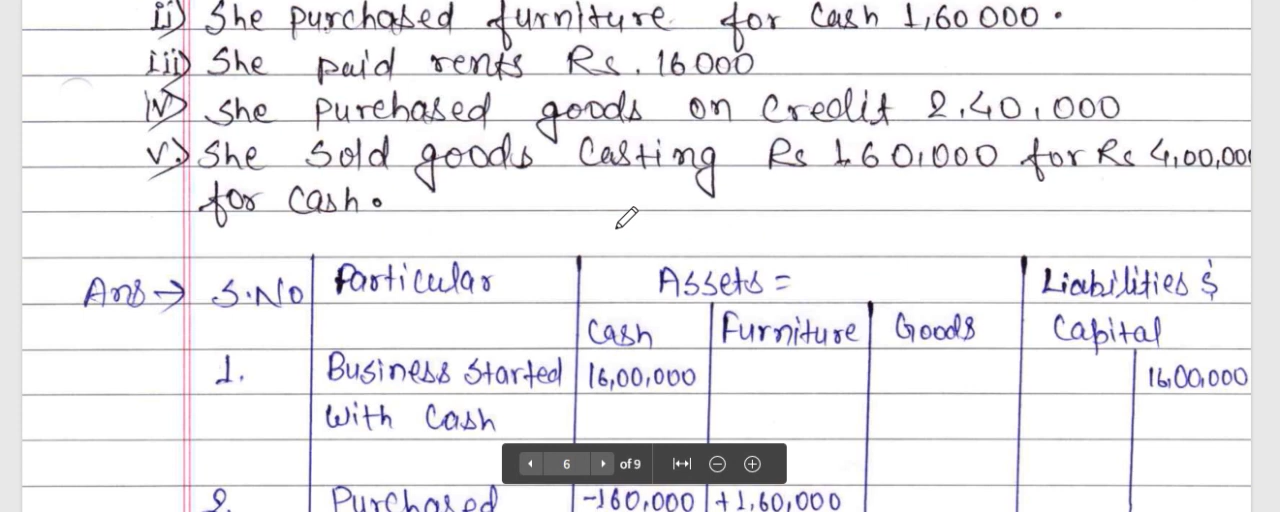 ii) She purchased furniture for Cash 1,60 000.
iii) She paid rents Rs. 16000
iv) She purchased goods on Credit 2,40,000
v.) She Sold goods Casting Rs 1,60,000 for Rs 4,00,00
for Cash.
Ans → S.No Particular Assets = Liabilities &
Cash Furniture Goods Capital
1. Business Started 16,00,000 16,00,000
With Cash
6 of 9
2. Purchased -160,000 +1,60,000